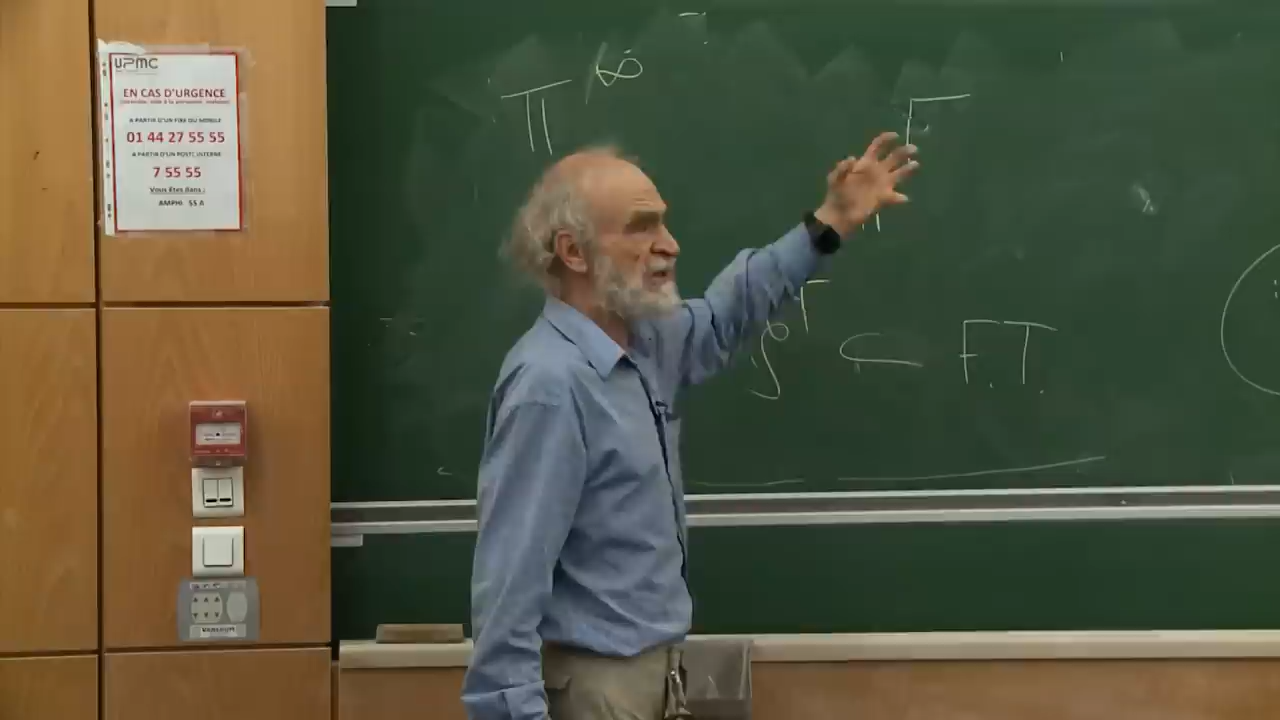 UPMC
EN CAS D'URGENCE
A PARTIR D'UN FIXE OU MOBILE
01 44 27 55 55
A PARTIR D'UN POSTE INTERNE
7 55 55
Vous êtes dans :
AMPHI 55 A
Π ∞
Γ
⊂ F.T.